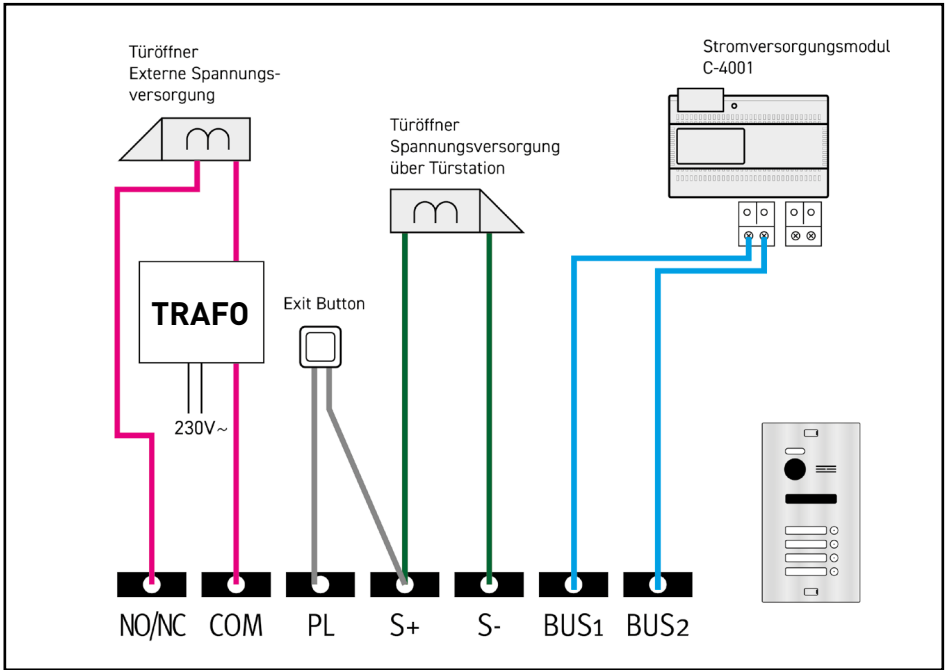 Türöffner
Externe Spannungs-
versorgung
Türöffner
Spannungsversorgung
über Türstation
Stromversorgungsmodul
C-4001
TRAFO
230V~
Exit Button
NO/NC COM PL S+ S- BUS1 BUS2